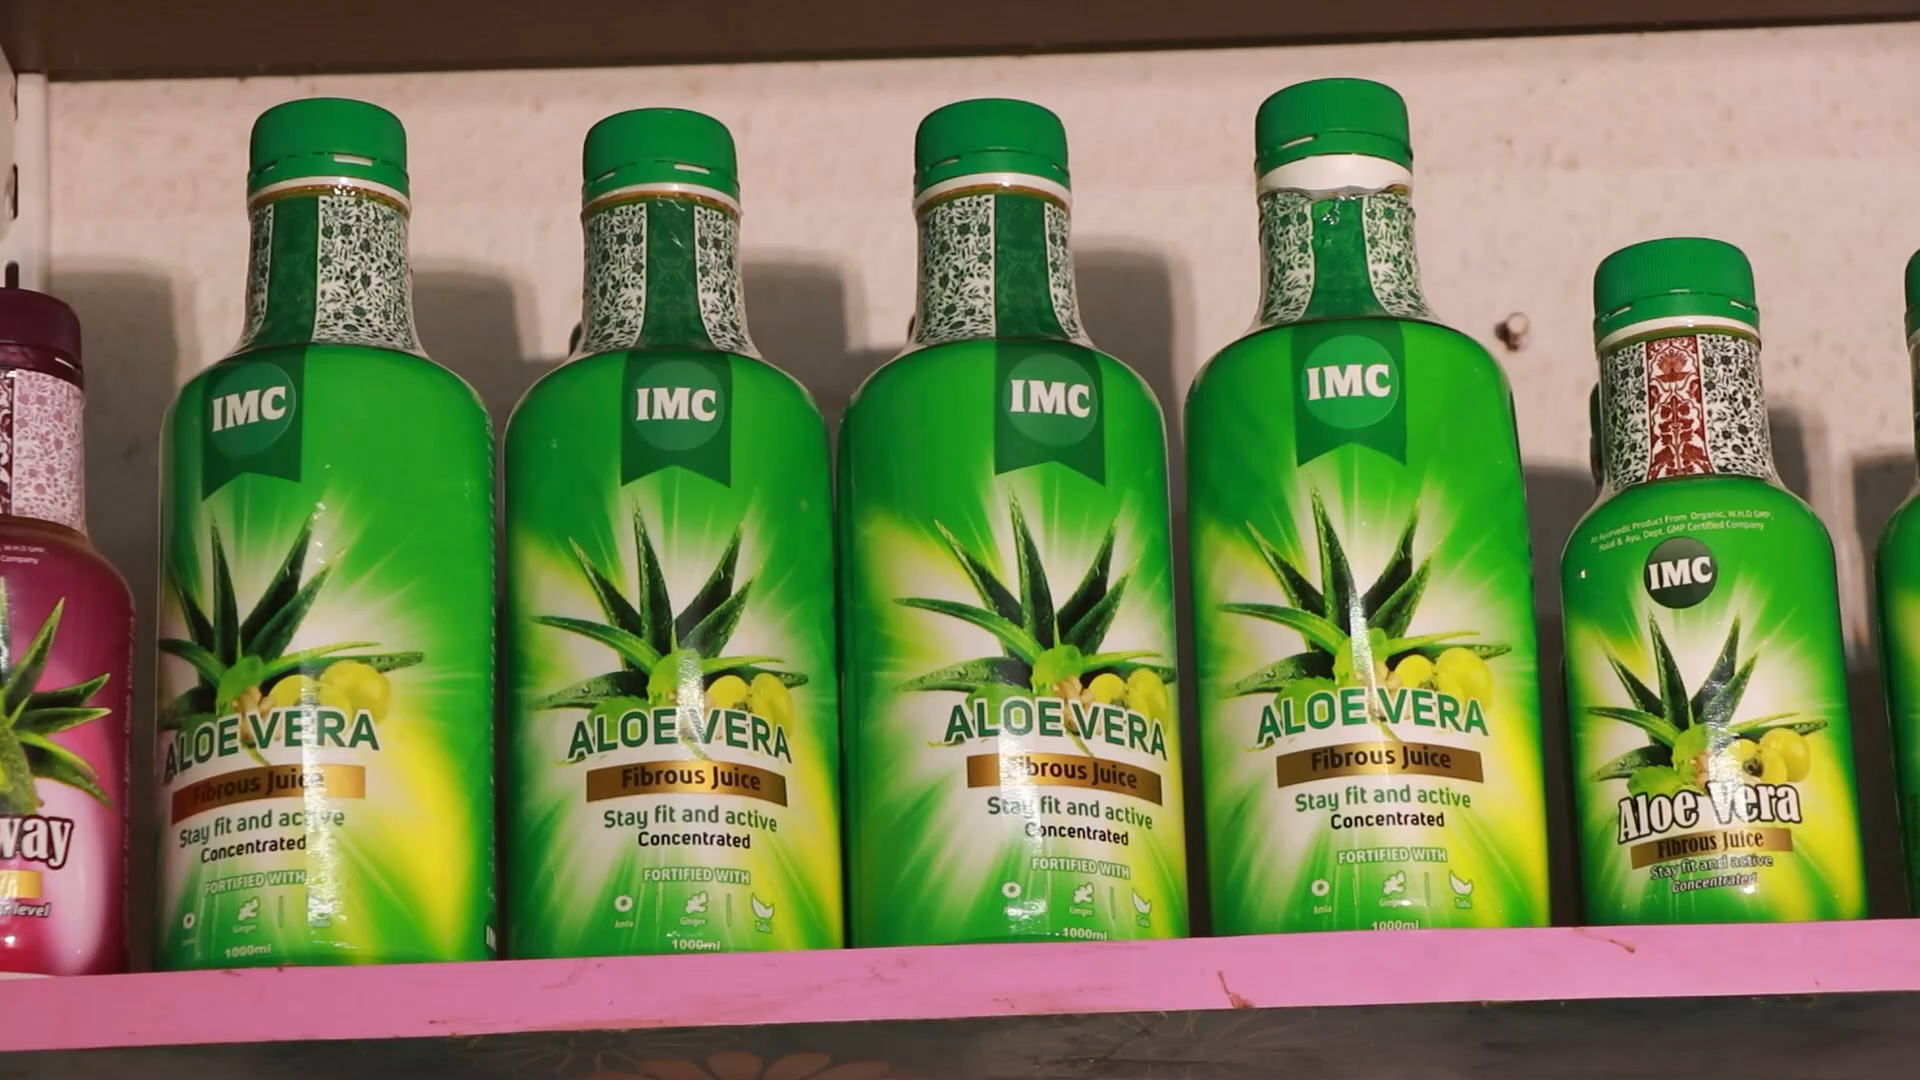 W.H.O GMP,
Company
way
level
IMC
ALOE VERA
Fibrous Juice
Stay fit and active
Concentrated
FORTIFIED WITH
1000ml
IMC
ALOE VERA
Fibrous Juice
Stay fit and active
Concentrated
FORTIFIED WITH
Amla Ginger Tulsi
1000ml
IMC
ALOE VERA
Fibrous Juice
Stay fit and active
Concentrated
FORTIFIED WITH
Ginger
1000ml
IMC
ALOE VERA
Fibrous Juice
Stay fit and active
Concentrated
FORTIFIED WITH
Amla Ginger Tulsi
1000ml
An Ayurvedic Product From Organic, W.H.O GMP,
Halal & Ayu. Dept. GMP Certified Company
IMC
Aloe Vera
Fibrous Juice
Stay fit and active
Concentrated